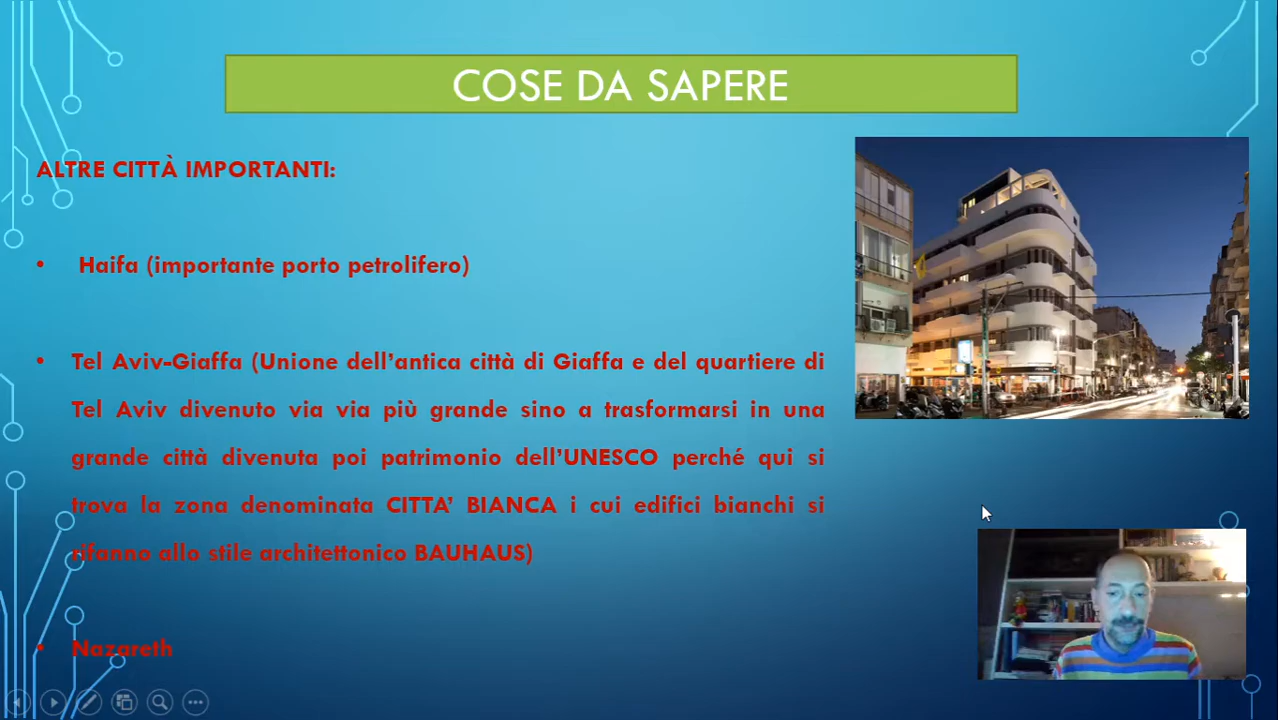 COSE DA SAPERE
ALTRE CITTÀ IMPORTANTI:
• Haifa (importante porto petrolifero)
• Tel Aviv-Giaffa (Unione dell’antica città di Giaffa e del quartiere di
Tel Aviv divenuto via via più grande sino a trasformarsi in una
grande città divenuta poi patrimonio dell’UNESCO perché qui si
trova la zona denominata CITTA’ BIANCA i cui edifici bianchi si
rifanno allo stile architettonico BAUHAUS)
• Nazareth